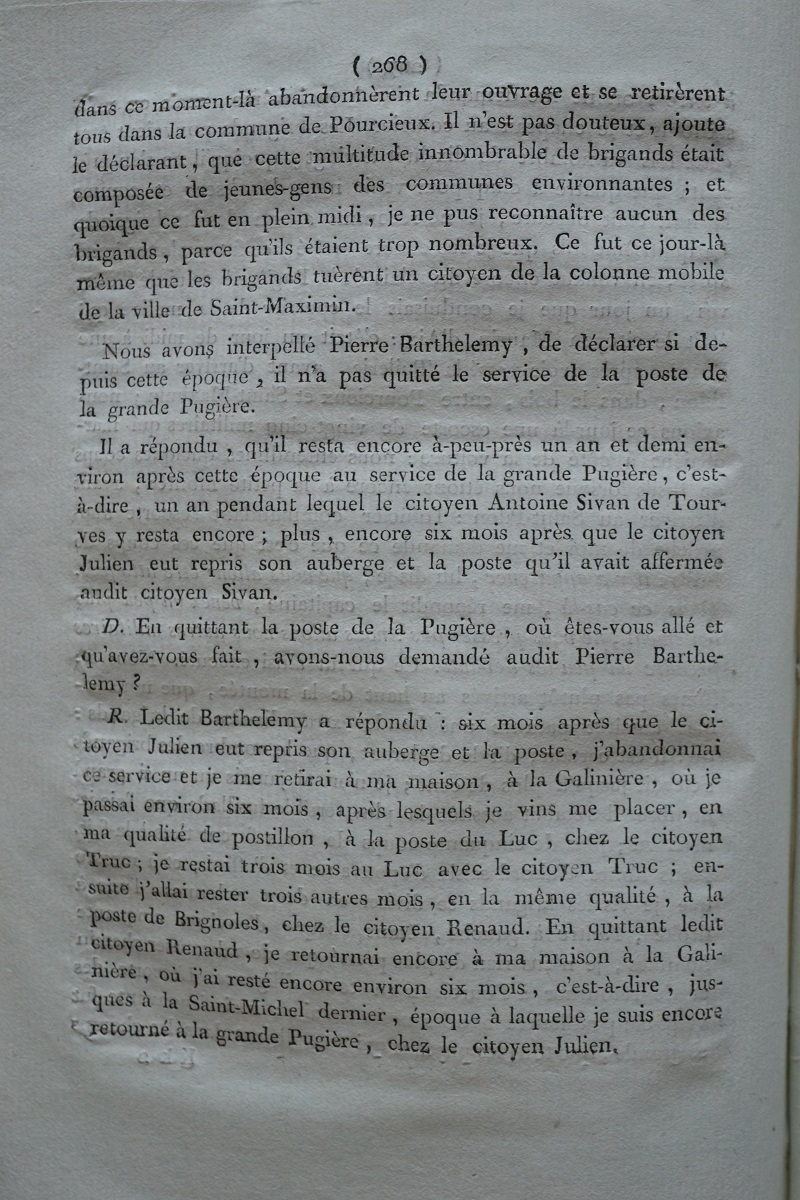 ( 268 )
dans ce moment-là abandonnèrent leur ouvrage et se retirèrent
tous dans la commune de Pourcieux. Il n'est pas douteux, ajoute
le déclarant, que cette multitude innombrable de brigands était
composée de jeunes-gens des communes environnantes ; et
quoique ce fut en plein midi, je ne pus reconnaître aucun des
brigands, parce qu'ils étaient trop nombreux. Ce fut ce jour-là
même que les brigands tuèrent un citoyen de la colonne mobile
de la ville de Saint-Maximin.
Nous avons interpellé Pierre Barthelemy, de déclarer si de-
puis cette époque, il n'a pas quitté le service de la poste de
la grande Pugière.
Il a répondu, qu'il resta encore à-peu-près un an et demi en-
viron après cette époque au service de la grande Pugière, c'est-
à-dire, un an pendant lequel le citoyen Antoine Sivan de Tour-
ves y resta encore ; plus, encore six mois après que le citoyen
Julien eut repris son auberge et la poste qu'il avait affermée
audit citoyen Sivan.
D. En quittant la poste de la Pugière, où êtes-vous allé et
qu'avez-vous fait, avons-nous demandé audit Pierre Barthe-
lemy ?
R. Ledit Barthelemy a répondu : six mois après que le ci-
toyen Julien eut repris son auberge et la poste, j'abandonnai
ce service et je me retirai à ma maison, à la Galinière, où je
passai environ six mois, après lesquels je vins me placer, en
ma qualité de postillon, à la poste du Luc, chez le citoyen
Truc ; je restai trois mois au Luc avec le citoyen Truc ; en-
suite j'allai rester trois autres mois, en la même qualité, à la
poste de Brignoles, chez le citoyen Renaud. En quittant ledit
citoyen Renaud, je retournai encore à ma maison à la Gali-
nière, où j'ai resté encore environ six mois, c'est-à-dire, jus-
ques à la Saint-Michel dernier, époque à laquelle je suis encore
retourné à la grande Pugière, chez le citoyen Julien.